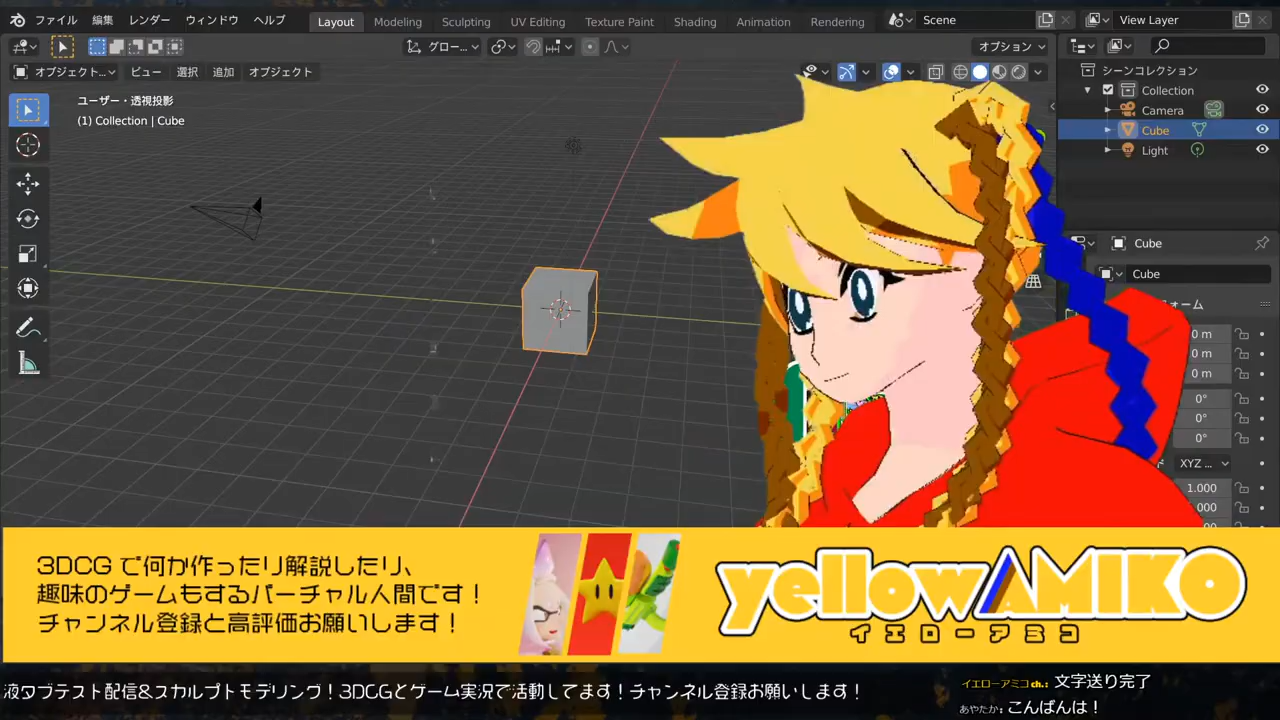 ファイル 編集 レンダー ウィンドウ ヘルプ Layout Modeling Sculpting UV Editing Texture Paint Shading Animation Rendering Scene View Layer
グロー... オプション
オブジェクト... ビュー 選択 追加 オブジェクト
シーンコレクション
ユーザー・透視投影
(1) Collection | Cube
Collection
Camera
Cube
Light
Cube
Cube
ォーム
0 m
0 m
0 m
0°
0°
0°
XYZ ...
1.000
.000
3DCG で何か作ったり解説したり、
趣味のゲームもするバーチャル人間です！
チャンネル登録と高評価お願いします！
yellowAMIKO
イエローアミコ
液タブテスト配信&スカルプトモデリング！3DCGとゲーム実況で活動してます！チャンネル登録お願いします！
イエローアミコch.: 文字送り完了
あやたか: こんばんは！